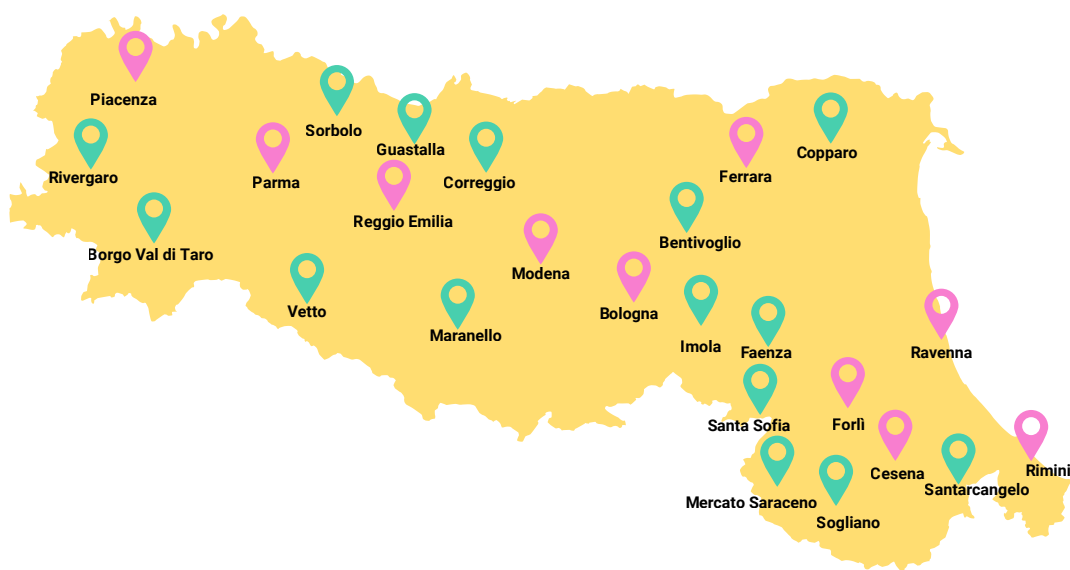 Piacenza
Sorbolo
Guastalla
Copparo
Rivergaro
Parma
Correggio
Ferrara
Reggio Emilia
Borgo Val di Taro
Bentivoglio
Modena
Vetto
Bologna
Maranello
Imola
Faenza
Ravenna
Santa Sofia
Forlì
Cesena
Rimini
Santarcangelo
Mercato Saraceno
Sogliano